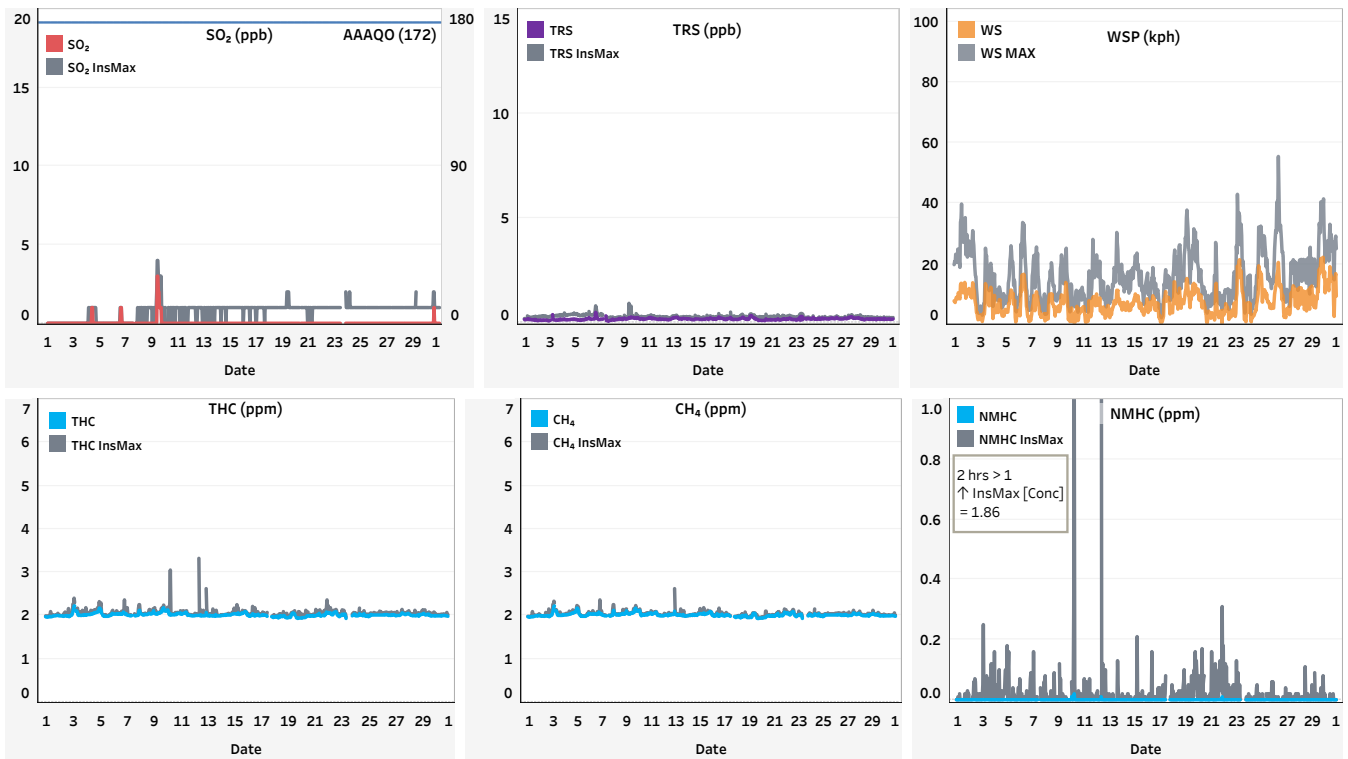 SO₂ (ppb)
AAAQO (172)
SO₂
SO₂ InsMax
20
15
10
5
0
180
90
0
1 3 5 7 9 11 13 15 17 19 21 23 25 27 29 1
Date
TRS (ppb)
TRS
TRS InsMax
15
10
5
0
1 3 5 7 9 11 13 15 17 19 21 23 25 27 29 1
Date
WSP (kph)
WS
WS MAX
100
80
60
40
20
0
1 3 5 7 9 11 13 15 17 19 21 23 25 27 29 1
Date
THC (ppm)
THC
THC InsMax
7
6
5
4
3
2
1
0
1 3 5 7 9 11 13 15 17 19 21 23 25 27 29 1
Date
CH₄ (ppm)
CH₄
CH₄ InsMax
7
6
5
4
3
2
1
0
1 3 5 7 9 11 13 15 17 19 21 23 25 27 29 1
Date
NMHC (ppm)
NMHC
NMHC InsMax
2 hrs > 1
↑ InsMax [Conc]
= 1.86
1.0
0.8
0.6
0.4
0.2
0.0
1 3 5 7 9 11 13 15 17 19 21 23 25 27 29 1
Date